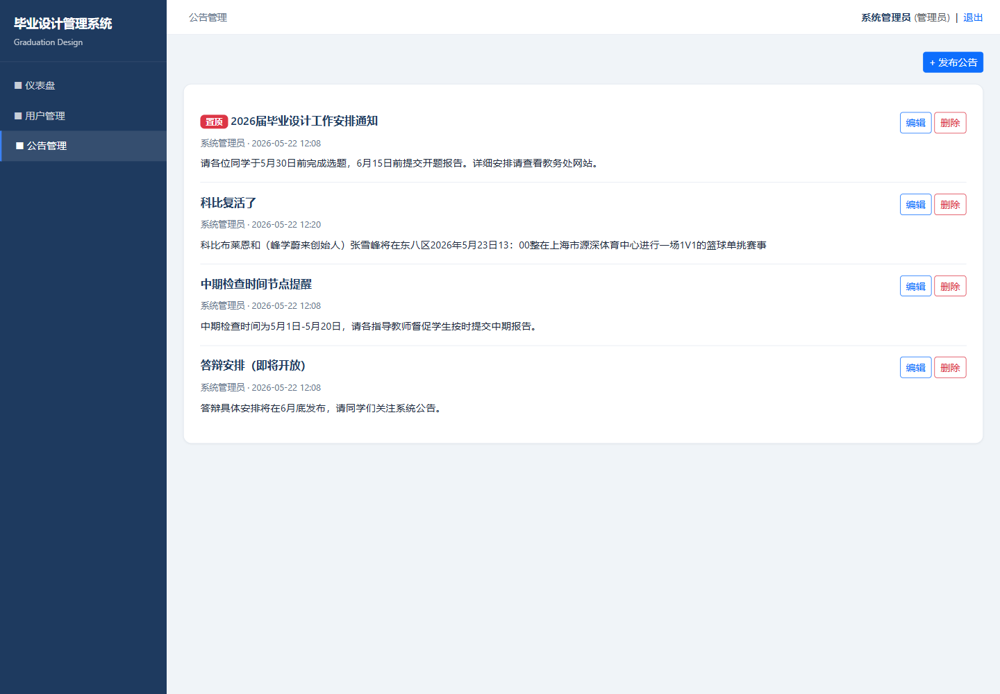 毕业设计管理系统
Graduation Design
仪表盘
用户管理
公告管理
公告管理
系统管理员 (管理员) | 退出
+ 发布公告
置顶 2026届毕业设计工作安排通知
编辑 删除
系统管理员 · 2026-05-22 12:08
请各位同学于5月30日前完成选题，6月15日前提交开题报告。详细安排请查看教务处网站。
科比复活了
编辑 删除
系统管理员 · 2026-05-22 12:20
科比布莱恩和（峰学蔚来创始人）张雪峰将在东八区2026年5月23日13：00整在上海市源深体育中心进行一场1V1的篮球单挑赛事
中期检查时间节点提醒
编辑 删除
系统管理员 · 2026-05-22 12:08
中期检查时间为5月1日-5月20日，请各指导教师督促学生按时提交中期报告。
答辩安排（即将开放）
编辑 删除
系统管理员 · 2026-05-22 12:08
答辩具体安排将在6月底发布，请同学们关注系统公告。